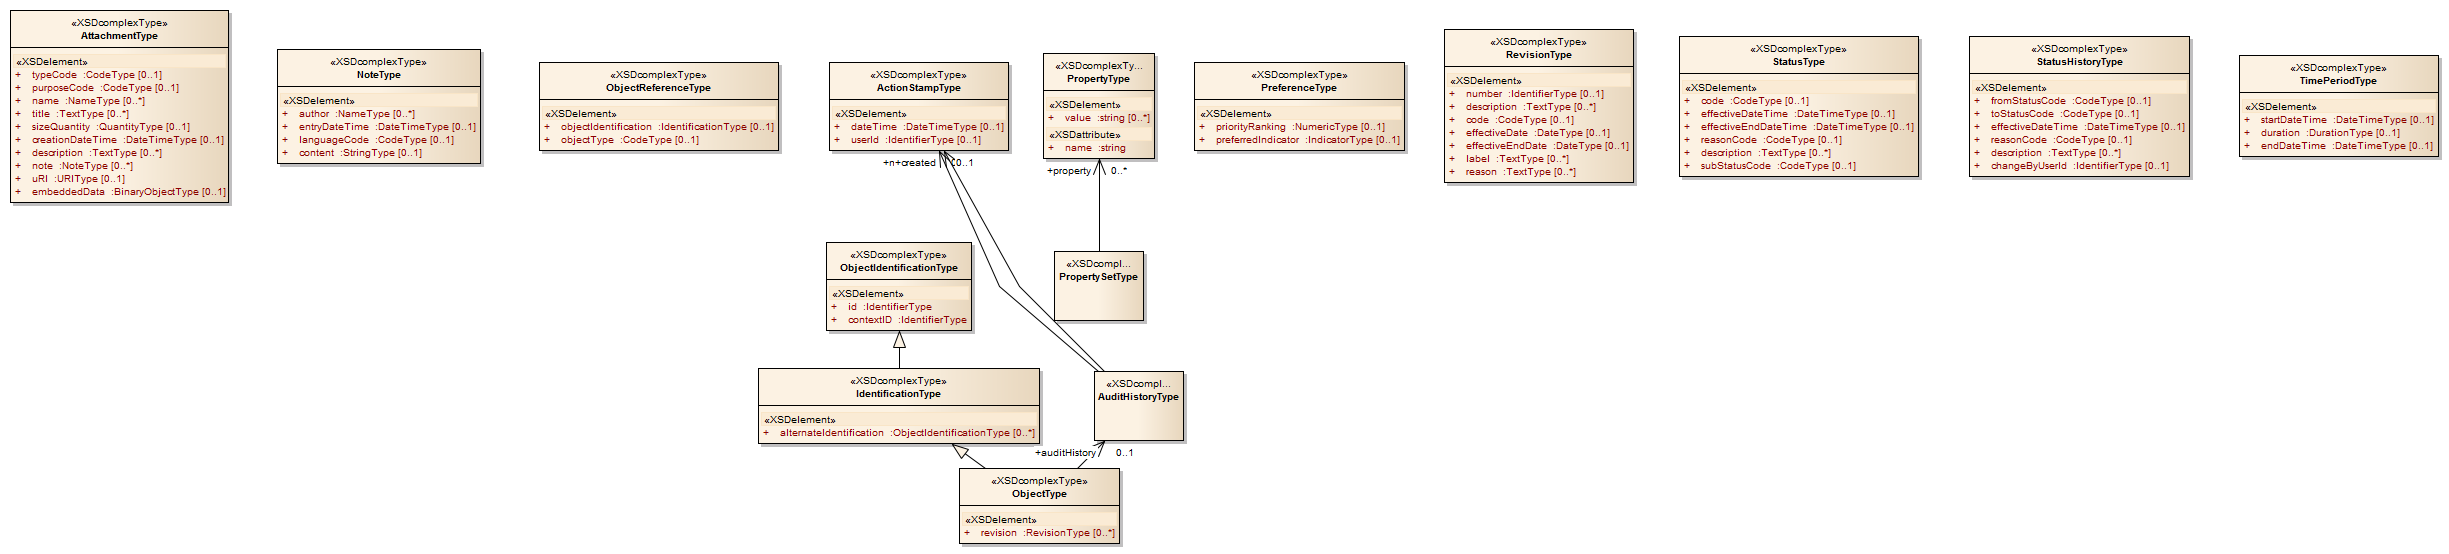 «XSDcomplexType»
AttachmentType
«XSDelement»
+ typeCode :CodeType [0..1]
+ purposeCode :CodeType [0..1]
+ name :NameType [0..*]
+ title :TextType [0..*]
+ sizeQuantity :QuantityType [0..1]
+ creationDateTime :DateTimeType [0..1]
+ description :TextType [0..*]
+ note :NoteType [0..*]
+ uRI :URIType [0..1]
+ embeddedData :BinaryObjectType [0..1]
«XSDcomplexType»
NoteType
«XSDelement»
+ author :NameType [0..*]
+ entryDateTime :DateTimeType [0..1]
+ languageCode :CodeType [0..1]
+ content :StringType [0..1]
«XSDcomplexType»
ObjectReferenceType
«XSDelement»
+ objectIdentification :IdentificationType [0..1]
+ objectType :CodeType [0..1]
«XSDcomplexType»
ActionStampType
«XSDelement»
+ dateTime :DateTimeType [0..1]
+ userId :IdentifierType [0..1]
+n+created
0..1
«XSDcomplexTy...
PropertyType
«XSDelement»
+ value :string [0..*]
«XSDattribute»
+ name :string
+property
0..*
«XSDcompl...
PropertySetType
«XSDcomplexType»
PreferenceType
«XSDelement»
+ priorityRanking :NumericType [0..1]
+ preferredIndicator :IndicatorType [0..1]
«XSDcomplexType»
RevisionType
«XSDelement»
+ number :IdentifierType [0..1]
+ description :TextType [0..*]
+ code :CodeType [0..1]
+ effectiveDate :DateType [0..1]
+ effectiveEndDate :DateType [0..1]
+ label :TextType [0..*]
+ reason :TextType [0..*]
«XSDcomplexType»
StatusType
«XSDelement»
+ code :CodeType [0..1]
+ effectiveDateTime :DateTimeType [0..1]
+ effectiveEndDateTime :DateTimeType [0..1]
+ reasonCode :CodeType [0..1]
+ description :TextType [0..*]
+ subStatusCode :CodeType [0..1]
«XSDcomplexType»
StatusHistoryType
«XSDelement»
+ fromStatusCode :CodeType [0..1]
+ toStatusCode :CodeType [0..1]
+ effectiveDateTime :DateTimeType [0..1]
+ reasonCode :CodeType [0..1]
+ description :TextType [0..*]
+ changeByUserId :IdentifierType [0..1]
«XSDcomplexType»
TimePeriodType
«XSDelement»
+ startDateTime :DateTimeType [0..1]
+ duration :DurationType [0..1]
+ endDateTime :DateTimeType [0..1]
«XSDcomplexType»
ObjectIdentificationType
«XSDelement»
+ id :IdentifierType
+ contextID :IdentifierType
«XSDcomplexType»
IdentificationType
«XSDelement»
+ alternateIdentification :ObjectIdentificationType [0..*]
«XSDcompl...
AuditHistoryType
+auditHistory
0..1
«XSDcomplexType»
ObjectType
«XSDelement»
+ revision :RevisionType [0..*]